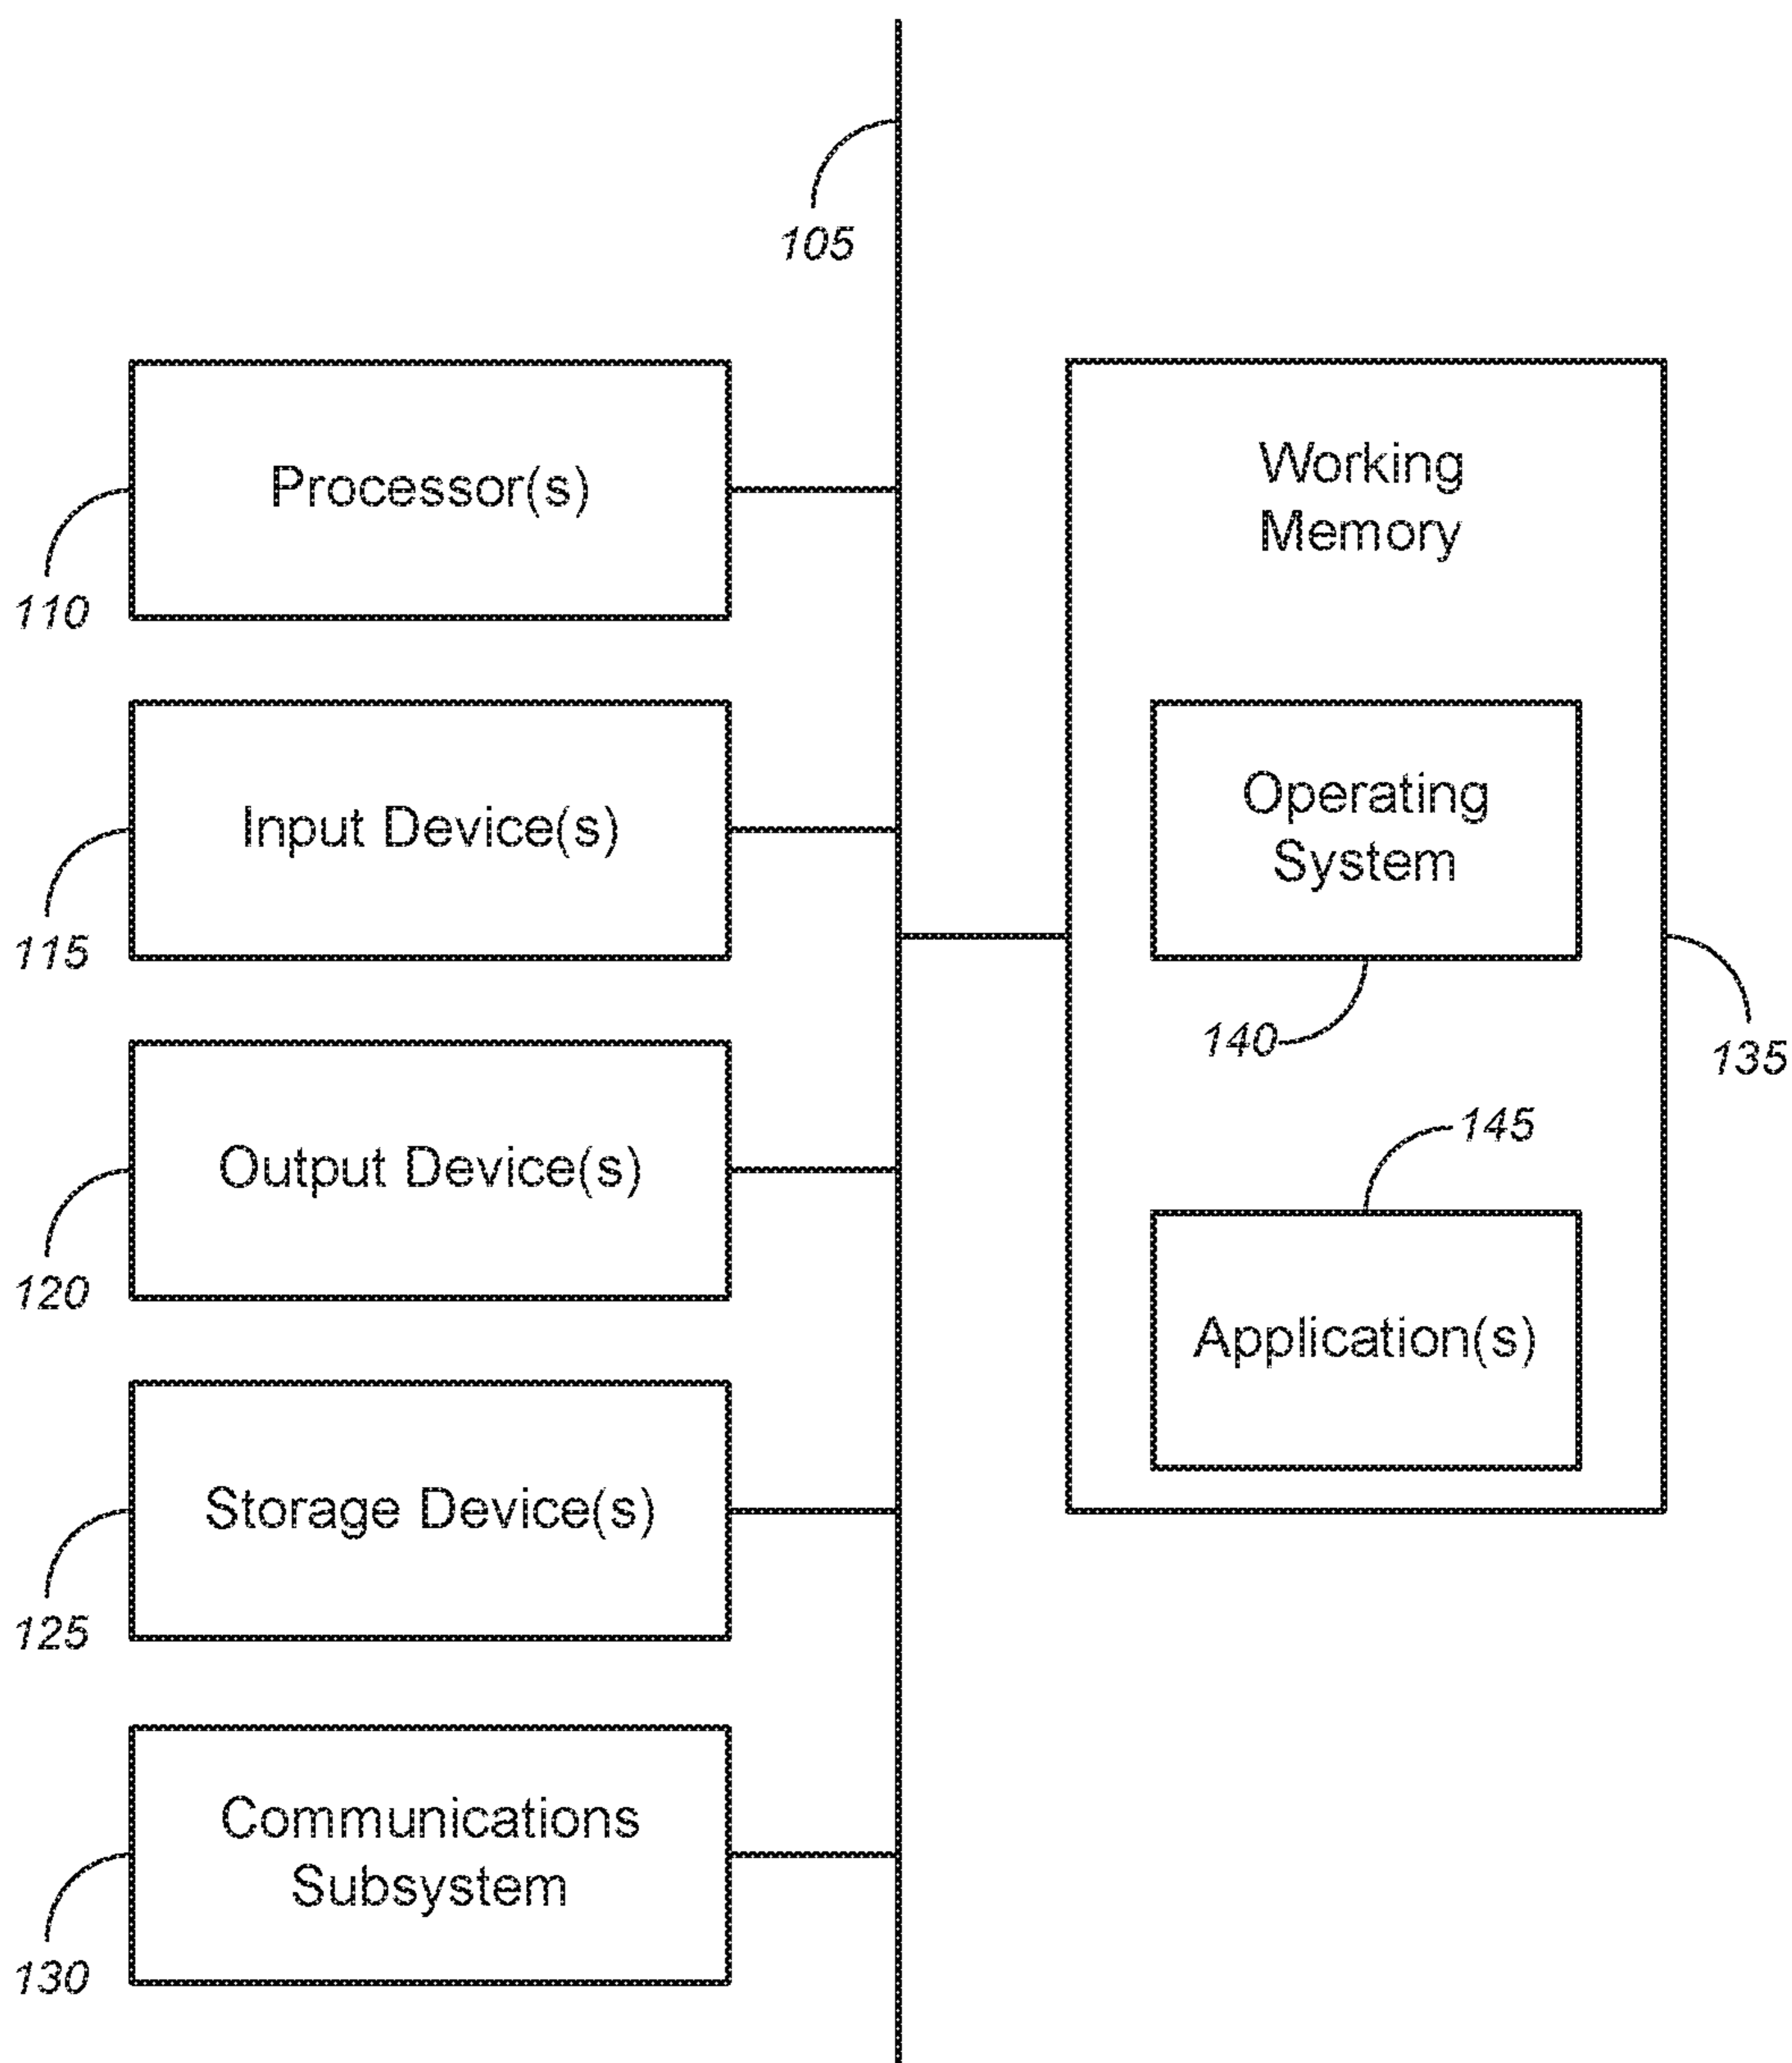 105
Processor(s)
110
Input Device(s)
115
Output Device(s)
120
Storage Device(s)
125
Communications
Subsystem
130
Working
Memory
Operating
System
140
135
145
Application(s)